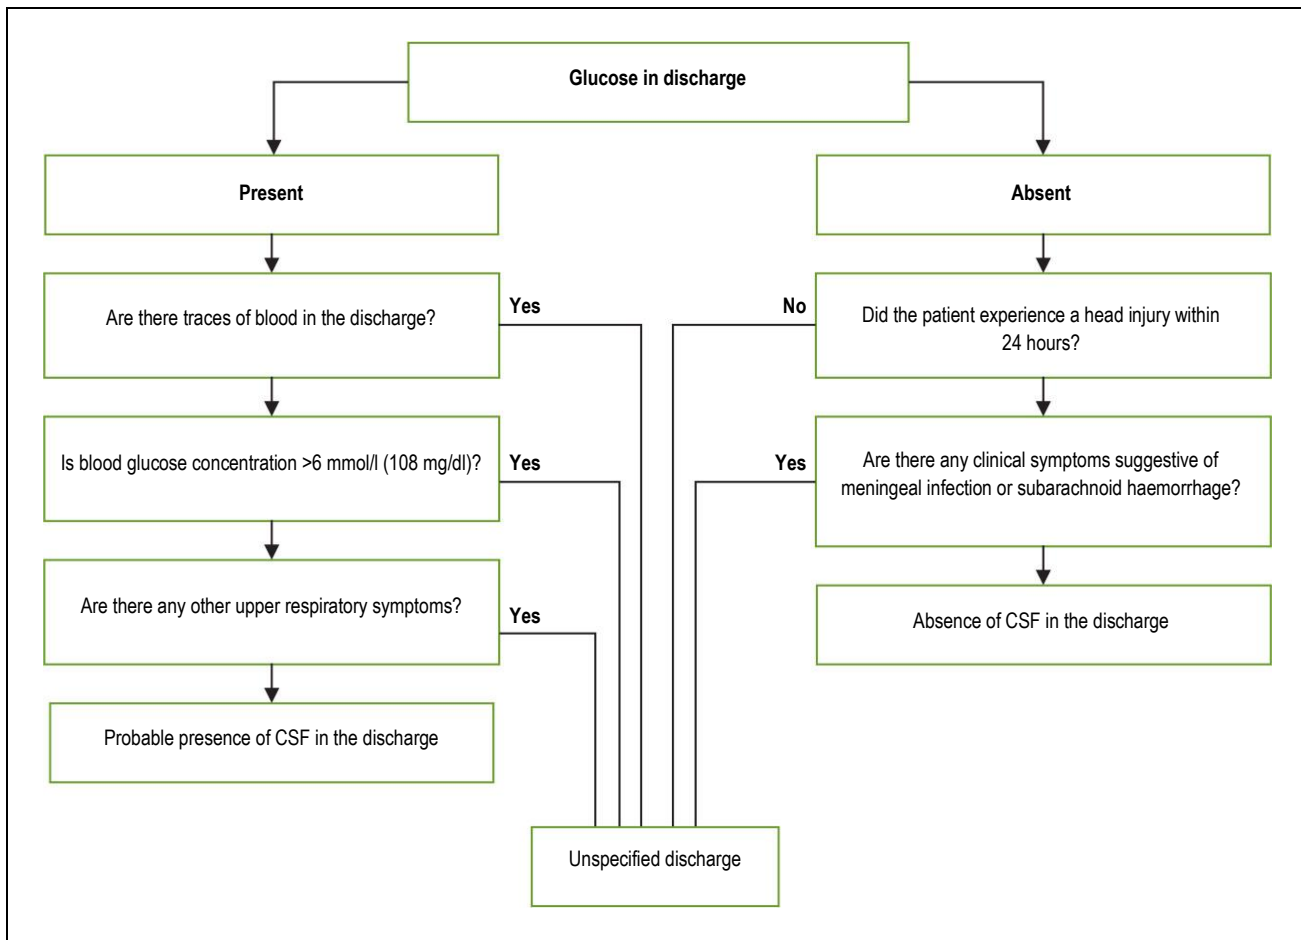 Glucose in discharge
Present
Absent
Are there traces of blood in the discharge?
Yes
No
Did the patient experience a head injury within
24 hours?
Is blood glucose concentration >6 mmol/l (108 mg/dl)?
Yes
Yes
Are there any clinical symptoms suggestive of
meningeal infection or subarachnoid haemorrhage?
Are there any other upper respiratory symptoms?
Yes
Absence of CSF in the discharge
Probable presence of CSF in the discharge
Unspecified discharge